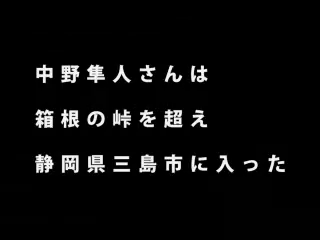 中野隼人さんは
箱根の峠を超え
静岡県三島市に入った